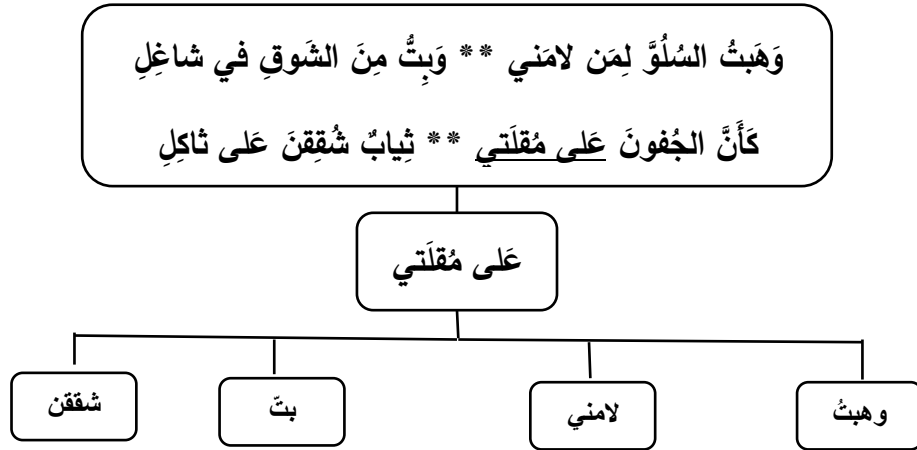 وَهَبتُ السُلُوَّ لِمَن لامَني ** وَبِتُّ مِنَ الشَوقِ في شاغِلِ
كَأَنَّ الجُفونَ عَلى مُقلَتي ** ثِيابٌ شُقِقنَ عَلى ثاكِلِ
عَلى مُقلَتي
وهبتُ
لامني
بتّ
شققن